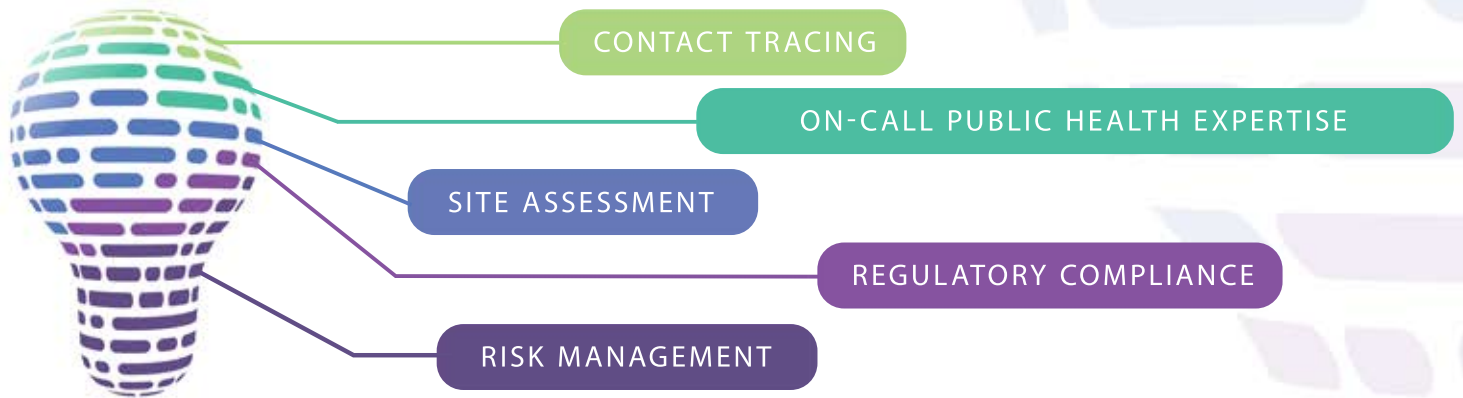 CONTACT TRACING
ON-CALL PUBLIC HEALTH EXPERTISE
SITE ASSESSMENT
REGULATORY COMPLIANCE
RISK MANAGEMENT